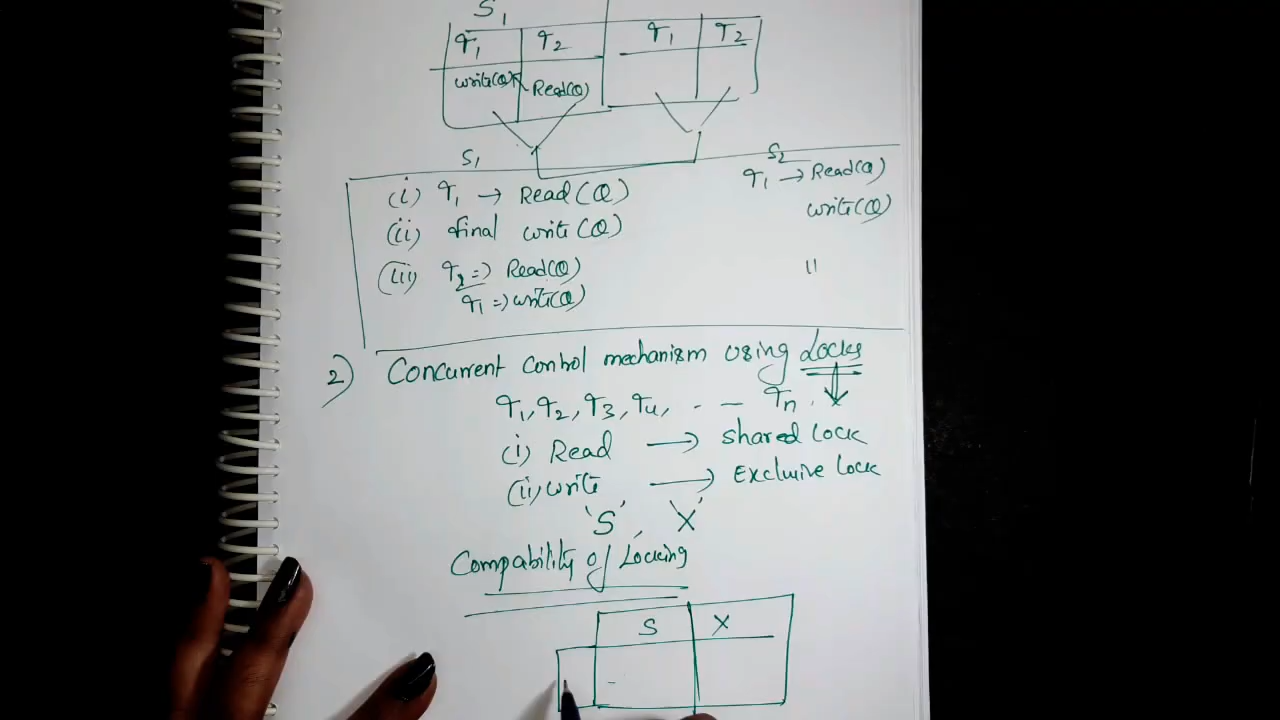 S1
T1 T2 T1 T2
write(Q) Read(Q)
S1 S2
(i) T1 → Read(Q) T1 → Read(Q)
(ii) final write(Q) write(Q)
(iii) T2 => Read(Q) "
T1 => write(Q)
2) Concurrent control mechanism using Locks
T1, T2, T3, T4, . . — Tn .
(i) Read → shared lock
(ii) write → Exclusive lock
'S', 'X'
Compability of Locking
S X